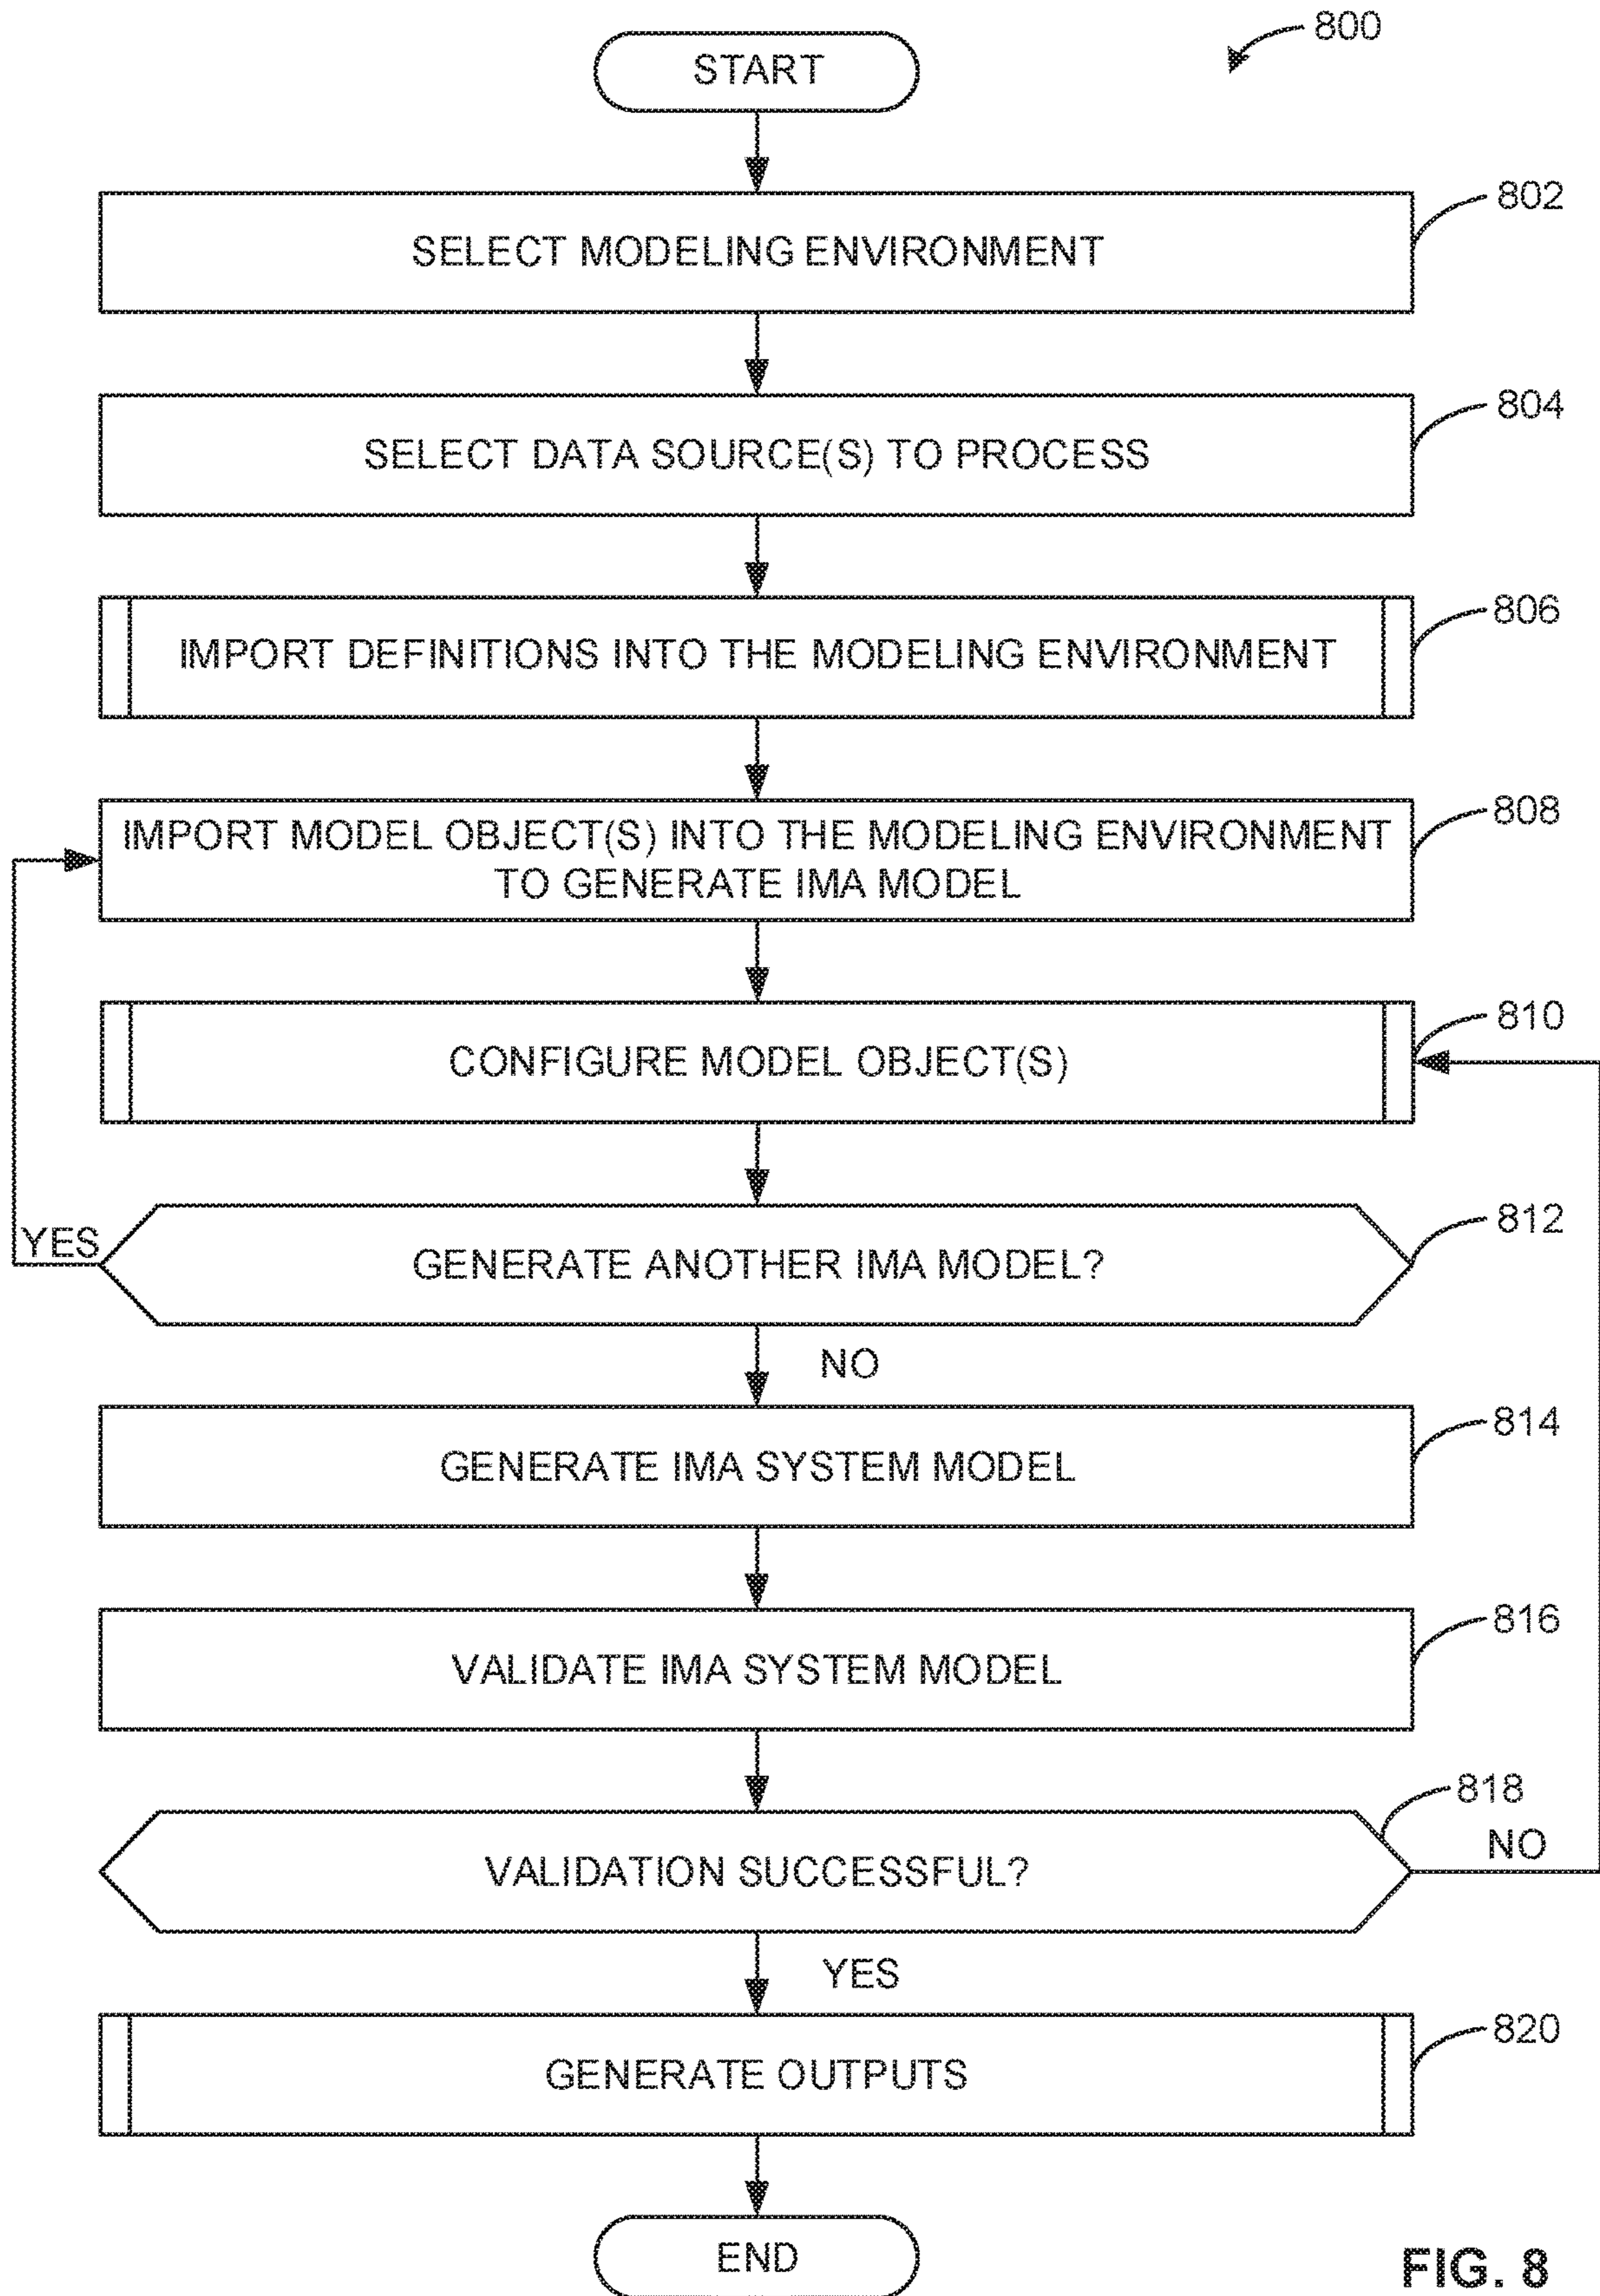 800
START
802
SELECT MODELING ENVIRONMENT
804
SELECT DATA SOURCE(S) TO PROCESS
806
IMPORT DEFINITIONS INTO THE MODELING ENVIRONMENT
808
IMPORT MODEL OBJECT(S) INTO THE MODELING ENVIRONMENT
TO GENERATE IMA MODEL
810
CONFIGURE MODEL OBJECT(S)
812
YES
GENERATE ANOTHER IMA MODEL?
NO
814
GENERATE IMA SYSTEM MODEL
816
VALIDATE IMA SYSTEM MODEL
818
NO
VALIDATION SUCCESSFUL?
YES
820
GENERATE OUTPUTS
END
FIG. 8